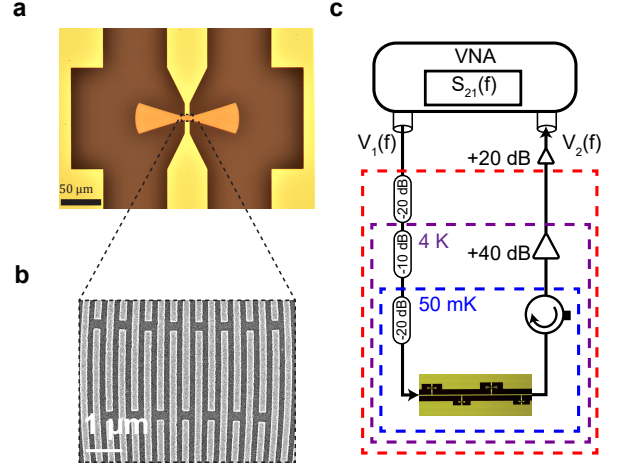 a
50 μm
b
1 μm
c
VNA
S21(f)
V1(f)
V2(f)
+20 dB
-20 dB
4 K
-10 dB
+40 dB
50 mK
-20 dB